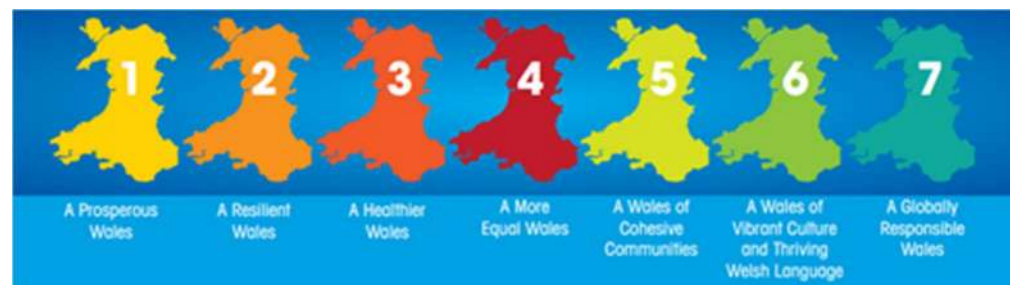 1 2 3 4 5 6 7
A Prosperous
Wales
A Resilient
Wales
A Healthier
Wales
A More
Equal Wales
A Wales of
Cohesive
Communities
A Wales of
Vibrant Culture
and Thriving
Welsh Language
A Globally
Responsible
Wales